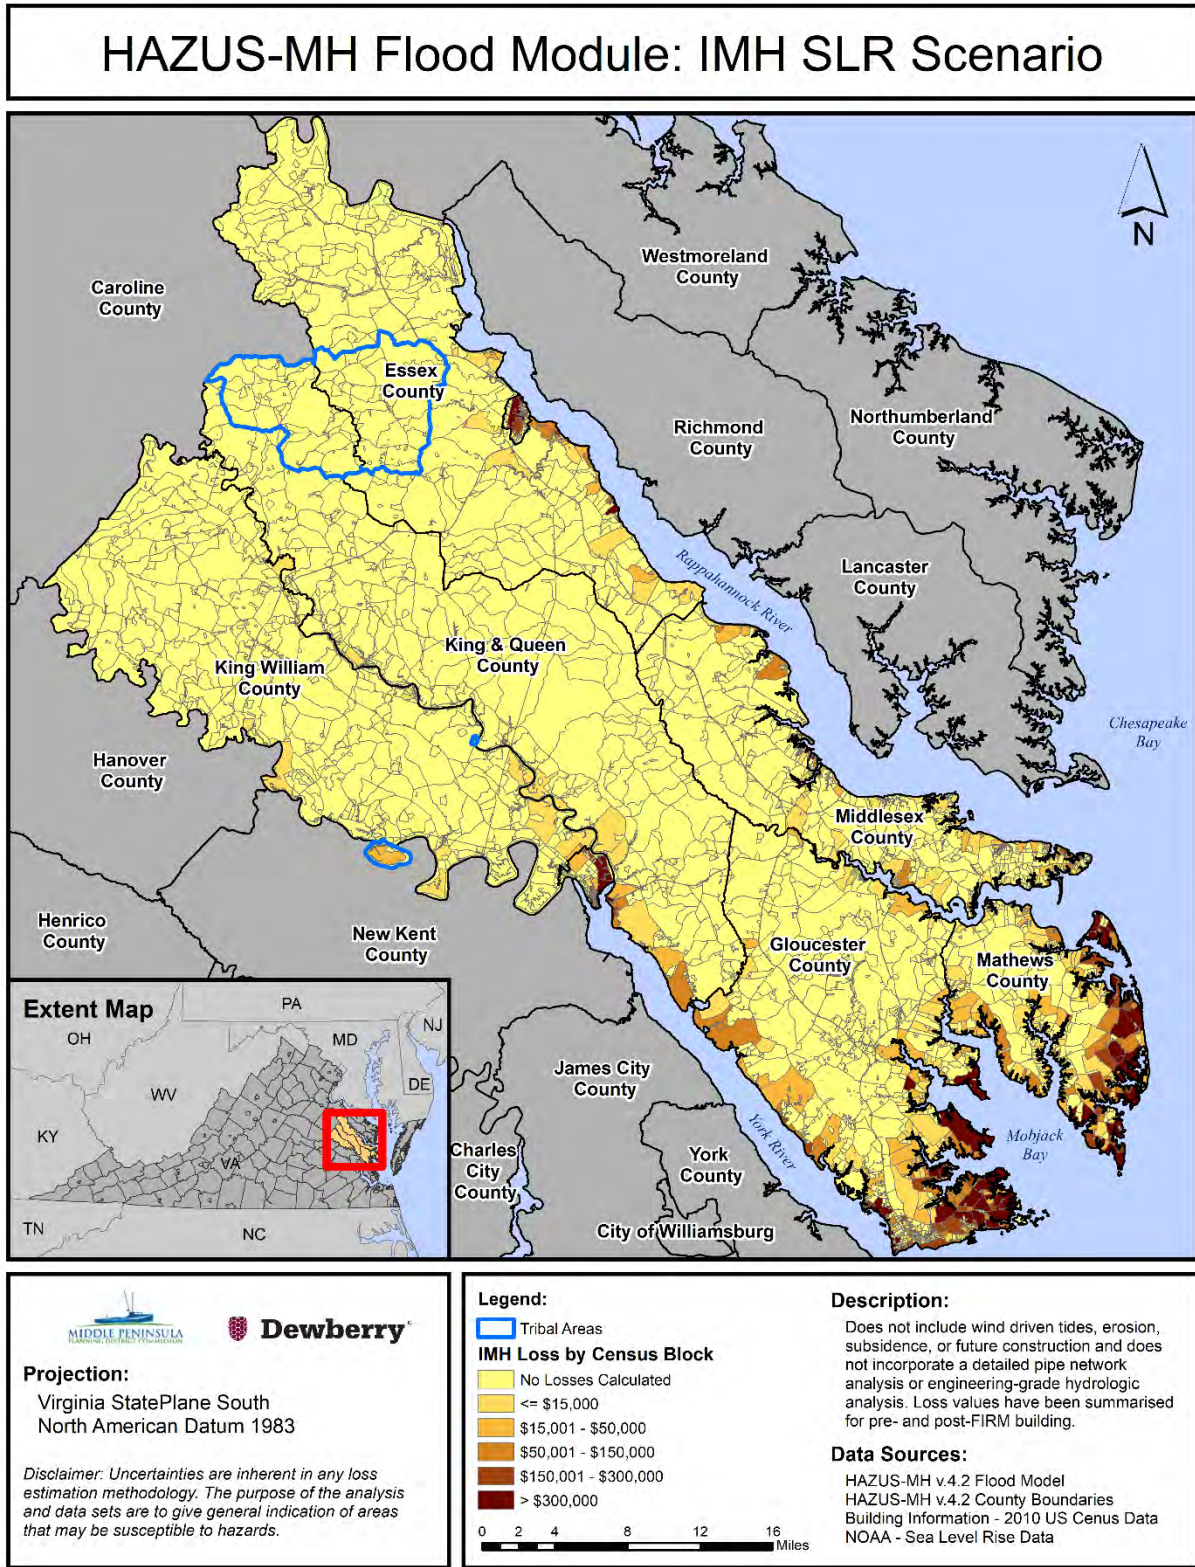 HAZUS-MH Flood Module: IMH SLR Scenario
N
Westmoreland
County
Caroline
County
Essex
County
Richmond
County
Northumberland
County
Rappahannock River
Lancaster
County
King & Queen
County
King William
County
Chesapeake
Bay
Hanover
County
Middlesex
County
Henrico
County
New Kent
County
Gloucester
County
Mathews
County
James City
County
York River
Mobjack
Bay
Charles
City
County
York
County
City of Williamsburg
Extent Map
PA
OH
MD
NJ
WV
DE
KY
VA
TN
NC
MIDDLE PENINSULA
PLANNING DISTRICT COMMISSION
Dewberry
Projection:
Virginia StatePlane South
North American Datum 1983
Disclaimer: Uncertainties are inherent in any loss
estimation methodology. The purpose of the analysis
and data sets are to give general indication of areas
that may be susceptible to hazards.
Legend:
Tribal Areas
IMH Loss by Census Block
No Losses Calculated
<= $15,000
$15,001 - $50,000
$50,001 - $150,000
$150,001 - $300,000
> $300,000
0 2 4 8 12 16
Miles
Description:
Does not include wind driven tides, erosion,
subsidence, or future construction and does
not incorporate a detailed pipe network
analysis or engineering-grade hydrologic
analysis. Loss values have been summarised
for pre- and post-FIRM building.
Data Sources:
HAZUS-MH v.4.2 Flood Model
HAZUS-MH v.4.2 County Boundaries
Building Information - 2010 US Cenus Data
NOAA - Sea Level Rise Data